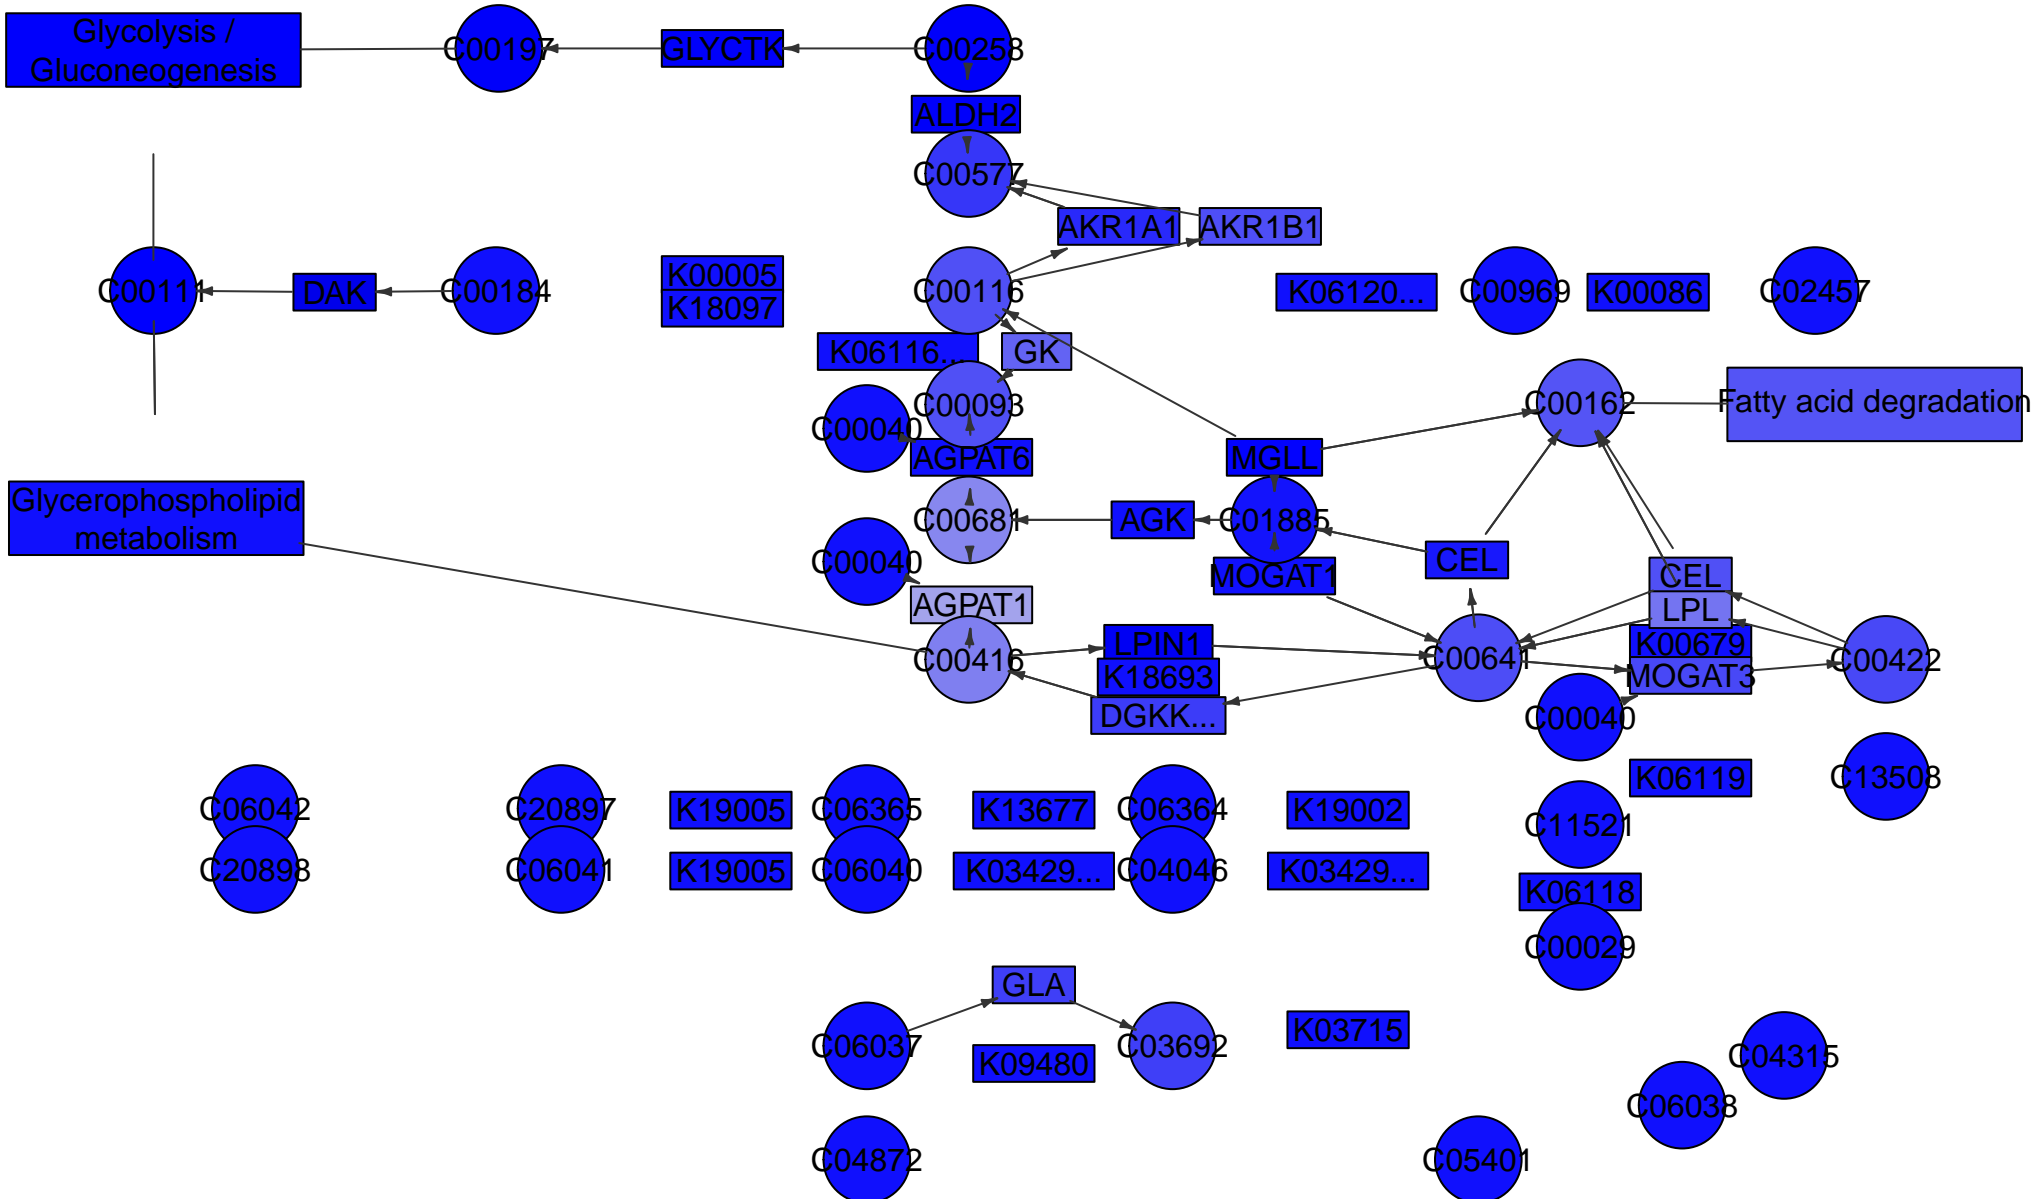 Glycolysis /
Gluconeogenesis
C00197
GLYCTK
C00258
ALDH2
C00577
AKR1A1
AKR1B1
C00111
DAK
C00184
K00005
K18097
C00116
K06120...
C00969
K00086
C02457
K06116...
GK
C00093
C00162
Fatty acid degradation
C00040
AGPAT6
MGLL
Glycerophospholipid
metabolism
C00681
AGK
C01885
C00040
CEL
MOGAT1
CEL
AGPAT1
LPL
C00416
LPIN1
K18693
DGKK...
C00641
K00679
MOGAT3
C00422
C00040
K06119
C13508
C06042
C20897
K19005
C06365
K13677
C06364
K19002
C11521
C20898
C06041
K19005
C06040
K03429...
C04046
K03429...
K06118
C00029
GLA
C06037
C03692
K03715
K09480
C04315
C06038
C04872
C05401